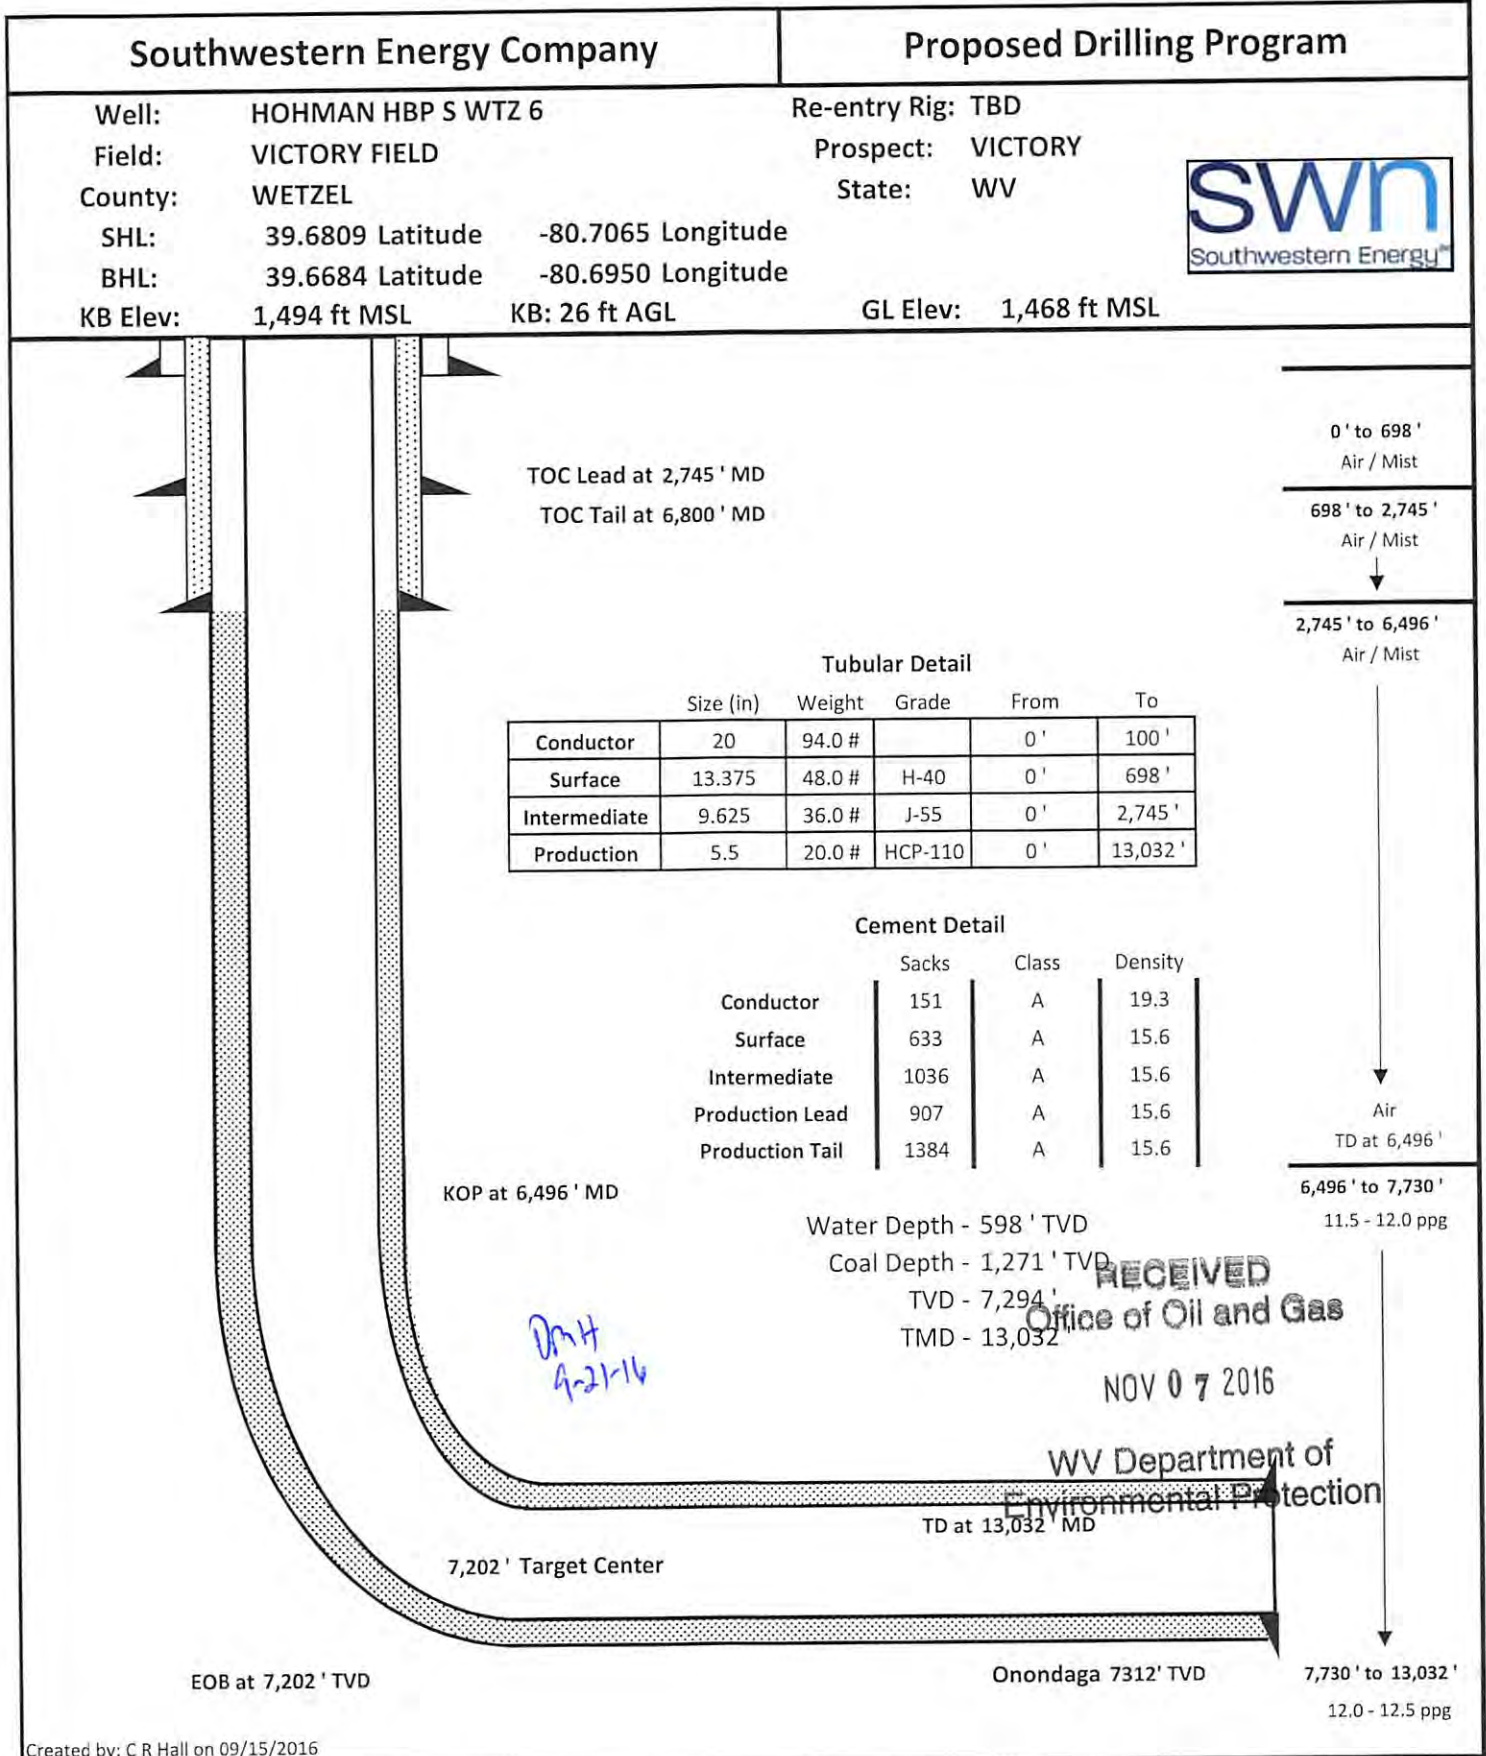 Southwestern Energy Company Proposed Drilling Program
Well: HOHMAN HBP S WTZ 6 Re-entry Rig: TBD
Field: VICTORY FIELD Prospect: VICTORY
County: WETZEL State: WV
SHL: 39.6809 Latitude -80.7065 Longitude
BHL: 39.6684 Latitude -80.6950 Longitude
KB Elev: 1,494 ft MSL KB: 26 ft AGL GL Elev: 1,468 ft MSL
swn
Southwestern Energy
0 ' to 698 '
Air / Mist
TOC Lead at 2,745 ' MD
TOC Tail at 6,800 ' MD
698 ' to 2,745 '
Air / Mist
2,745 ' to 6,496 '
Air / Mist
Tubular Detail
Size (in) Weight Grade From To
Conductor 20 94.0 # 0 ' 100 '
Surface 13.375 48.0 # H-40 0 ' 698 '
Intermediate 9.625 36.0 # J-55 0 ' 2,745 '
Production 5.5 20.0 # HCP-110 0 ' 13,032 '
Cement Detail
Sacks Class Density
Conductor 151 A 19.3
Surface 633 A 15.6
Intermediate 1036 A 15.6
Production Lead 907 A 15.6
Production Tail 1384 A 15.6
Air
TD at 6,496 '
KOP at 6,496 ' MD
6,496 ' to 7,730 '
11.5 - 12.0 ppg
Water Depth - 598 ' TVD
Coal Depth - 1,271 ' TVD
TVD - 7,294 '
TMD - 13,032 '
RECEIVED
Office of Oil and Gas
NOV 07 2016
WV Department of
Environmental Protection
DMH
9-21-16
TD at 13,032 ' MD
7,202 ' Target Center
EOB at 7,202 ' TVD
Onondaga 7312' TVD
7,730 ' to 13,032 '
12.0 - 12.5 ppg
Created by: C R Hall on 09/15/2016